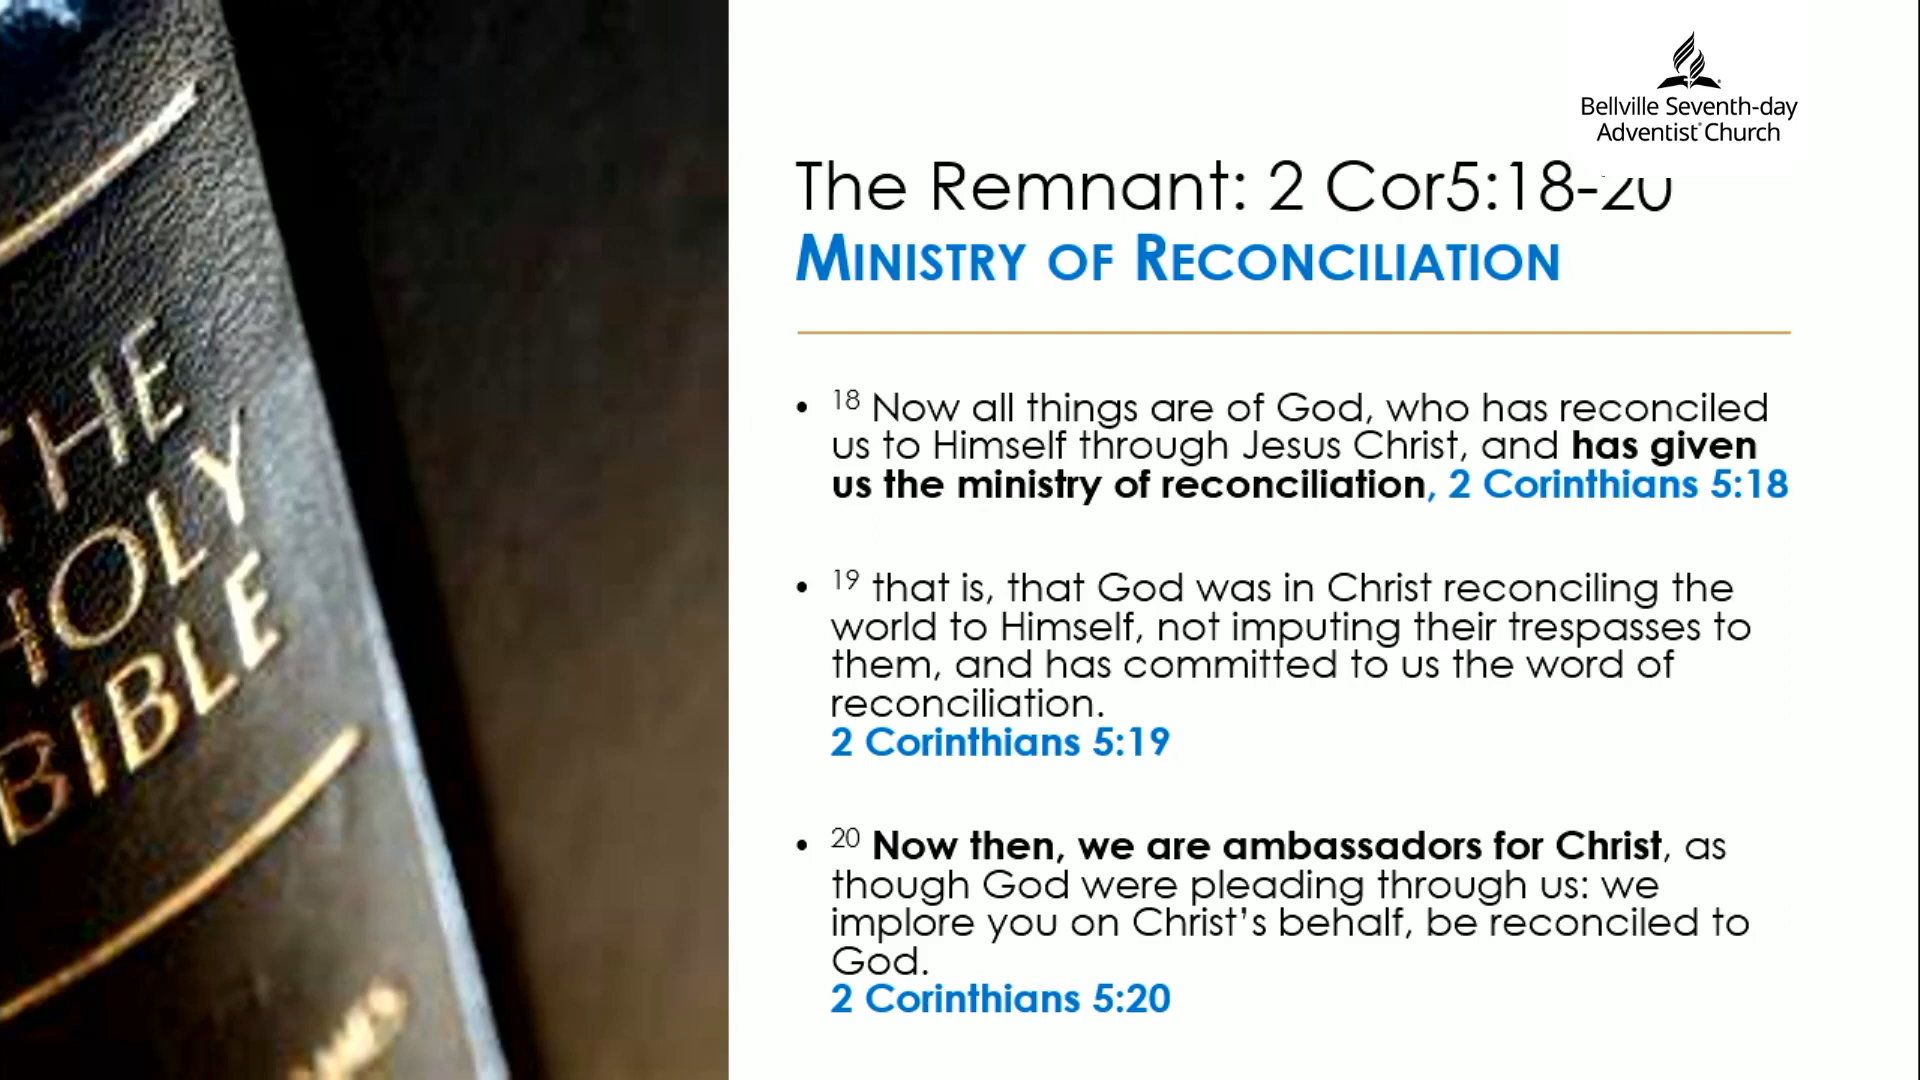 THE
HOLY
BIBLE
Bellville Seventh-day
Adventist Church
The Remnant: 2 Cor5:18-20
MINISTRY OF RECONCILIATION
• 18 Now all things are of God, who has reconciled
us to Himself through Jesus Christ, and has given
us the ministry of reconciliation, 2 Corinthians 5:18
• 19 that is, that God was in Christ reconciling the
world to Himself, not imputing their trespasses to
them, and has committed to us the word of
reconciliation.
2 Corinthians 5:19
• 20 Now then, we are ambassadors for Christ, as
though God were pleading through us: we
implore you on Christ’s behalf, be reconciled to
God.
2 Corinthians 5:20